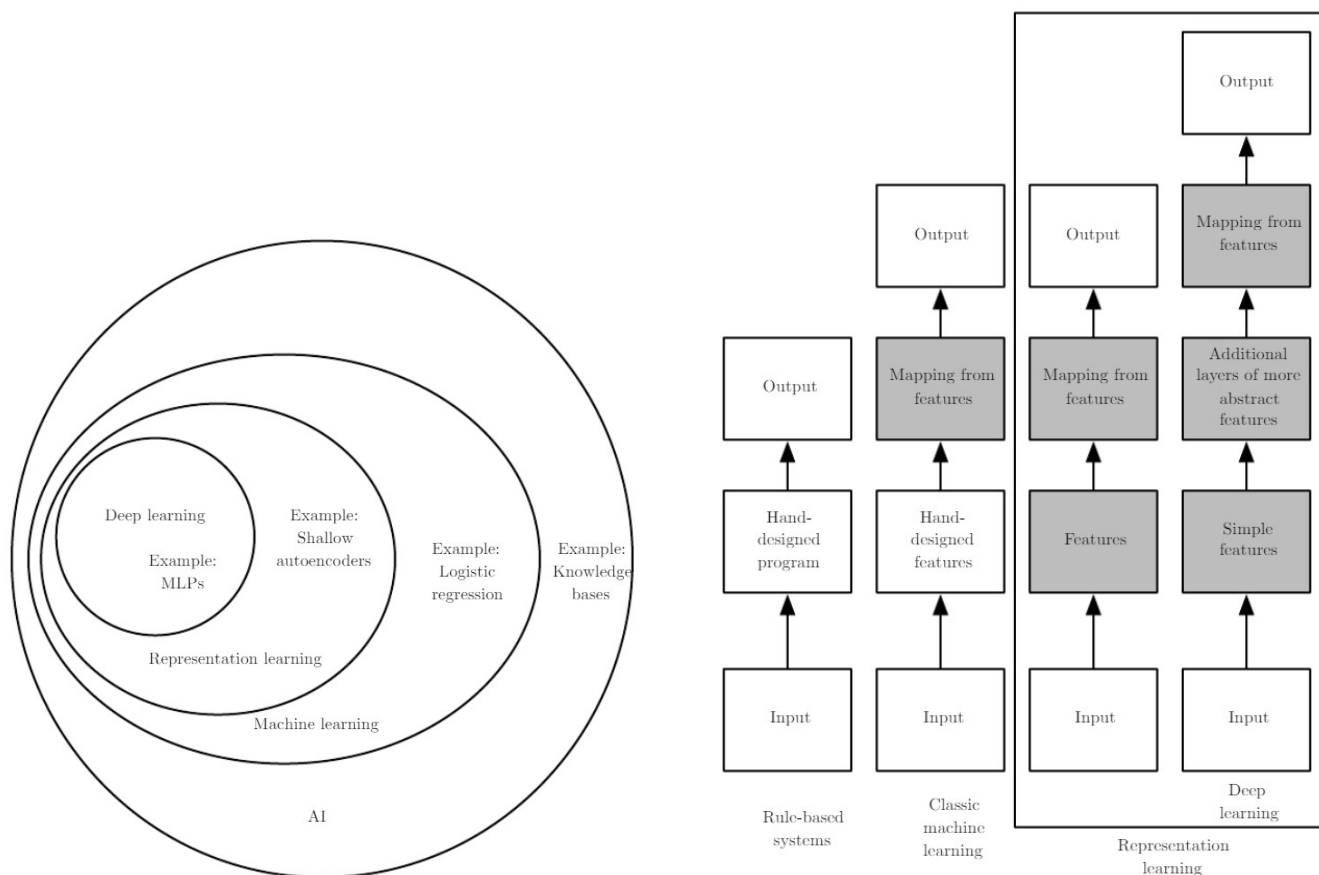 Deep learning
Example:
MLPs
Example:
Shallow
autoencoders
Example:
Logistic
regression
Example:
Knowledge
bases
Representation learning
Machine learning
AI
Output
Hand-
designed
program
Input
Rule-based
systems
Output
Mapping from
features
Hand-
designed
features
Input
Classic
machine
learning
Output
Mapping from
features
Features
Input
Output
Mapping from
features
Additional
layers of more
abstract
features
Simple
features
Input
Deep
learning
Representation
learning